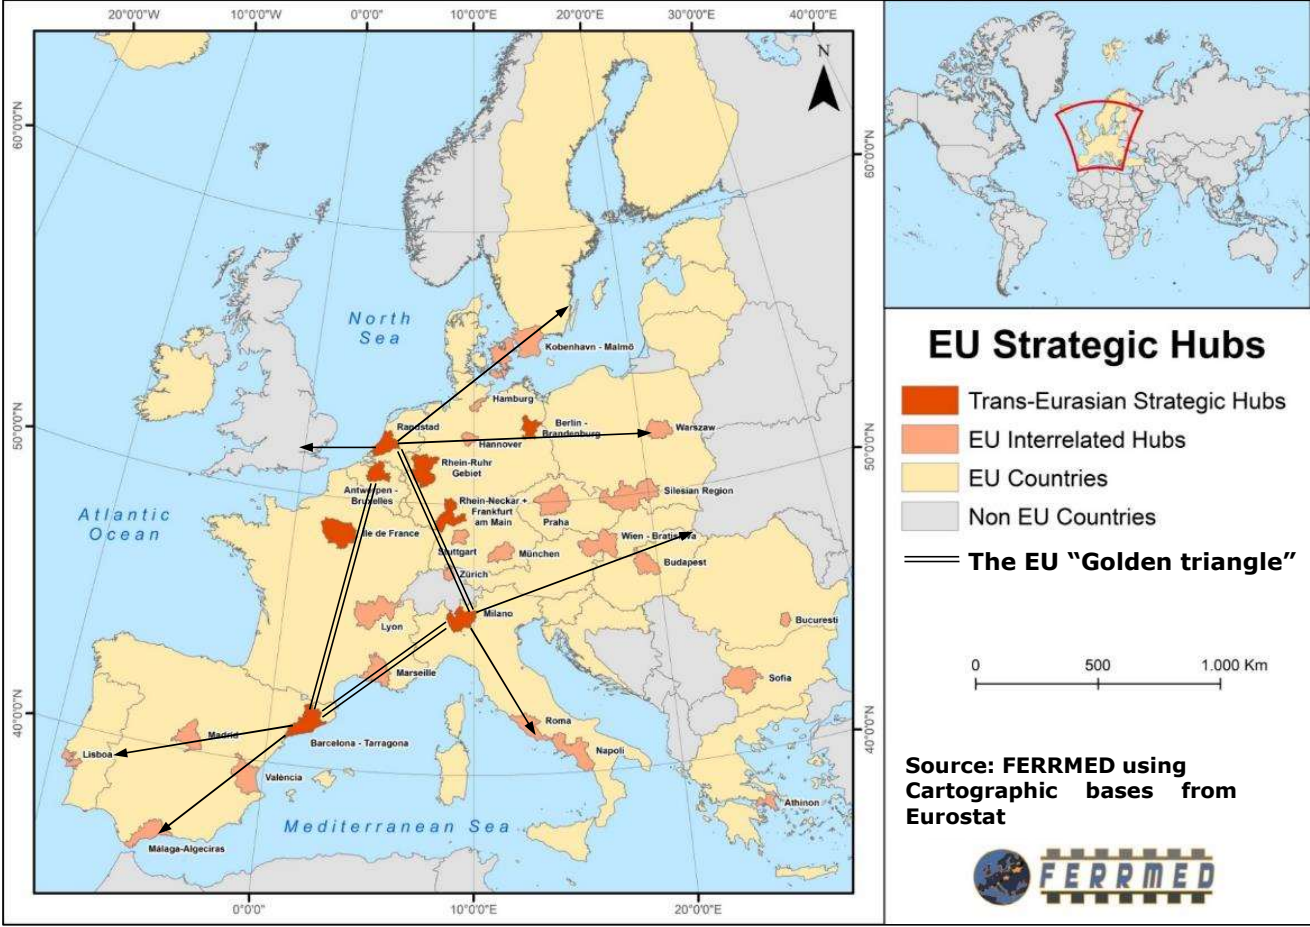 20°0'0"W
10°0'0"W
0°0'0"
10°0'0"E
20°0'0"E
30°0'0"E
40°0'0"E
60°0'0"N
50°0'0"N
40°0'0"N
60°0'0"N
50°0'0"N
40°0'0"N
0°0'0"
10°0'0"E
20°0'0"E
N
North
Sea
Atlantic
Ocean
Mediterranean Sea
Kobenhavn - Malmö
Hamburg
Randstad
Berlin -
Brandenburg
Warszaw
Hannover
Rhein-Ruhr
Gebiet
Antwerpen -
Bruxelles
Rhein-Neckar +
Frankfurt
am Main
Silesian Region
Praha
Ille de France
Stuttgart
München
Wien - Bratislava
Budapest
Zürich
Milano
Lyon
Bucuresti
Marseille
Sofia
Roma
Madrid
Barcelona - Tarragona
Napoli
Lisboa
València
Athinon
Málaga-Algeciras
EU Strategic Hubs
Trans-Eurasian Strategic Hubs
EU Interrelated Hubs
EU Countries
Non EU Countries
The EU “Golden triangle”
0 500 1.000 Km
Source: FERRMED using
Cartographic bases from
Eurostat
FERRMED